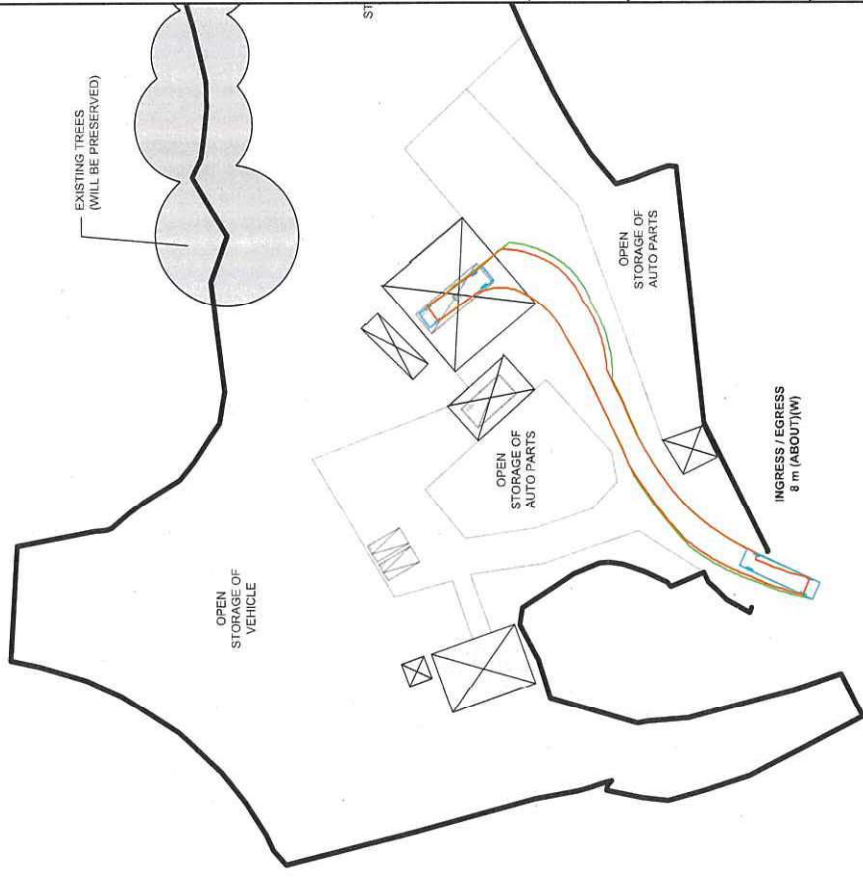 EXISTING TREES
(WILL BE PRESERVED)
ST
OPEN
STORAGE OF
AUTO PARTS
OPEN
STORAGE OF
AUTO PARTS
OPEN
STORAGE OF
VEHICLE
INGRESS / EGRESS
8 m (ABOUT)(W)